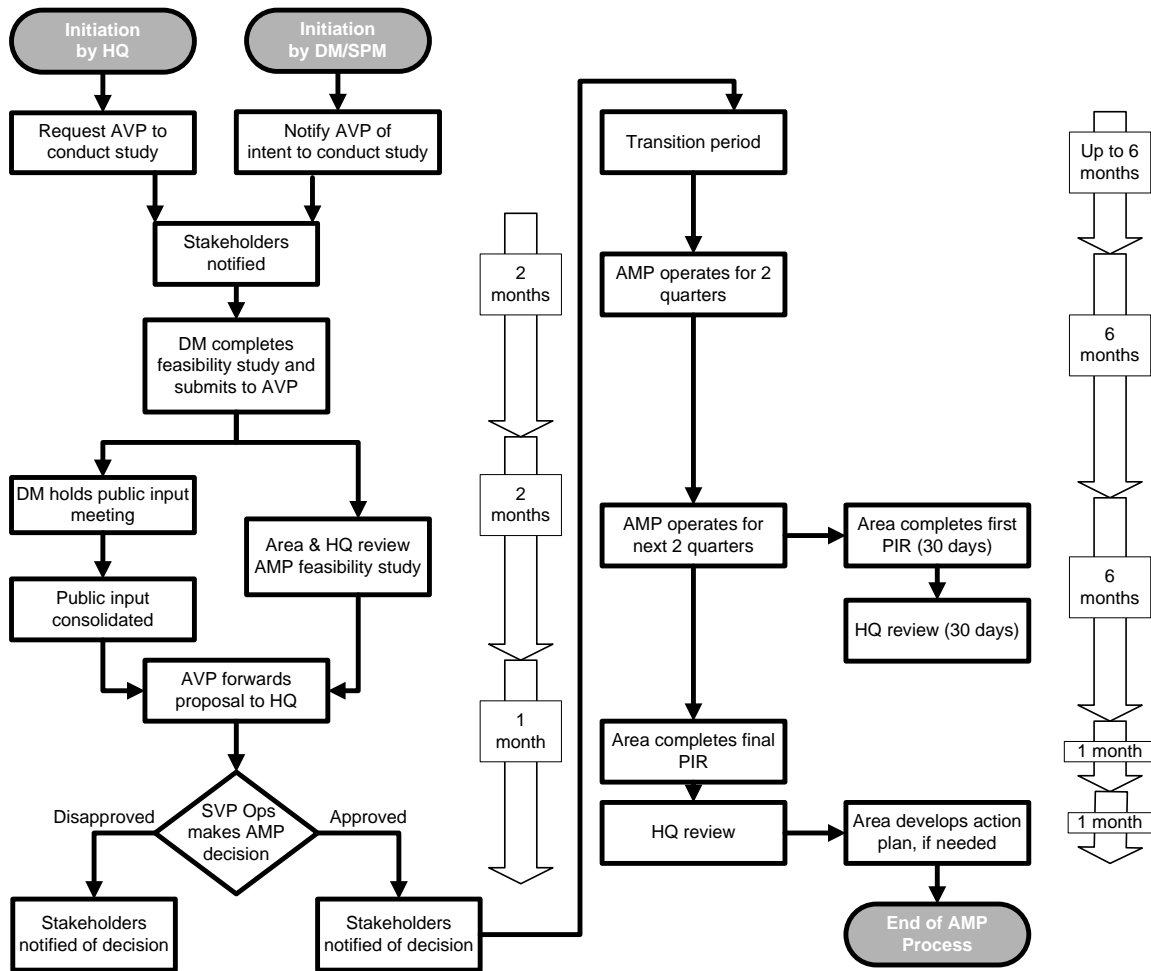 Initiation
by HQ
Initiation
by DM/SPM
Request AVP to
conduct study
Notify AVP of
intent to conduct study
Stakeholders
notified
DM completes
feasibility study and
submits to AVP
DM holds public input
meeting
Area & HQ review
AMP feasibility study
Public input
consolidated
AVP forwards
proposal to HQ
Disapproved
SVP Ops
makes AMP
decision
Approved
Stakeholders
notified of decision
Stakeholders
notified of decision
2
months
2
months
1
month
Transition period
AMP operates for 2
quarters
AMP operates for
next 2 quarters
Area completes first
PIR (30 days)
HQ review (30 days)
Area completes final
PIR
HQ review
Area develops action
plan, if needed
End of AMP
Process
Up to 6
months
6
months
6
months
1 month
1 month